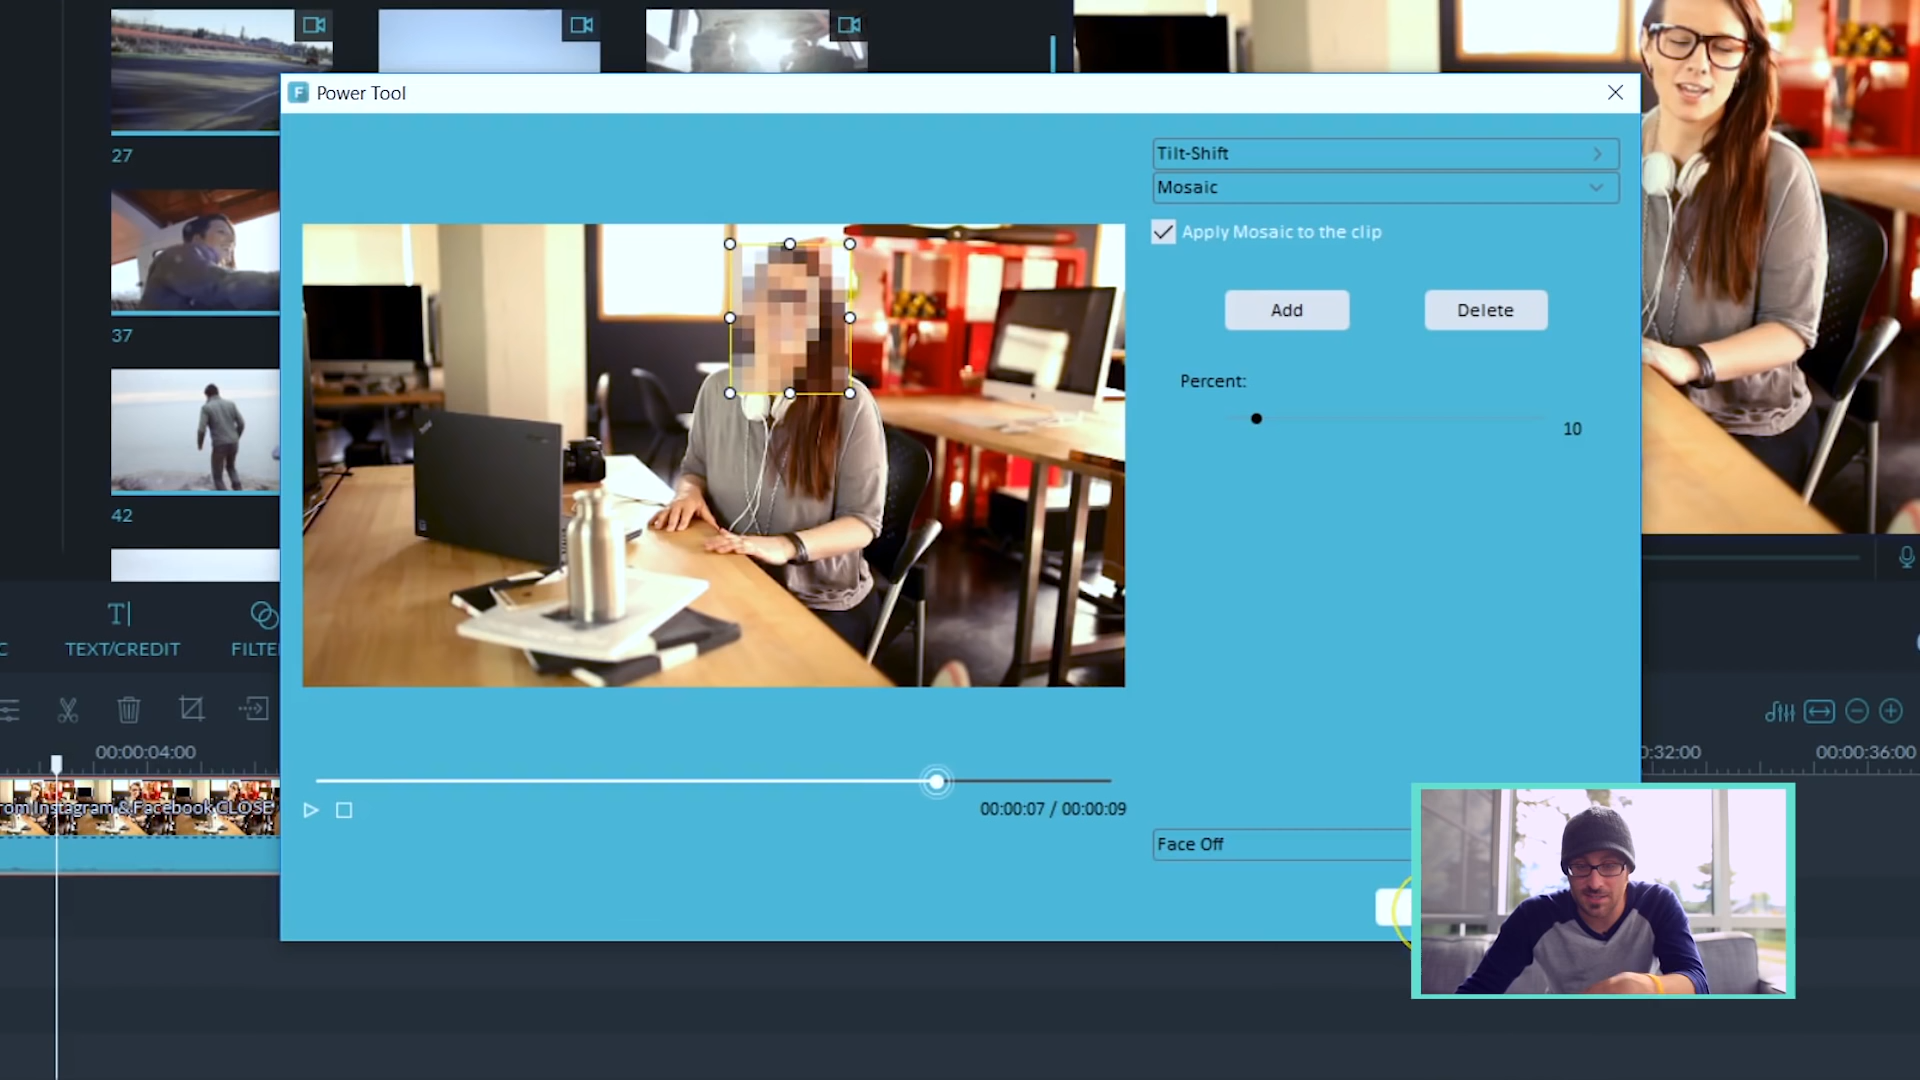 F Power Tool
27
37
42
Tilt-Shift
Mosaic
Apply Mosaic to the clip
Add
Delete
Percent:
10
00:00:07 / 00:00:09
Face Off
C
TEXT/CREDIT
FILTE
00:00:04:00
0:32:00
00:00:36:00
rom Instagram & Facebook CLOSE